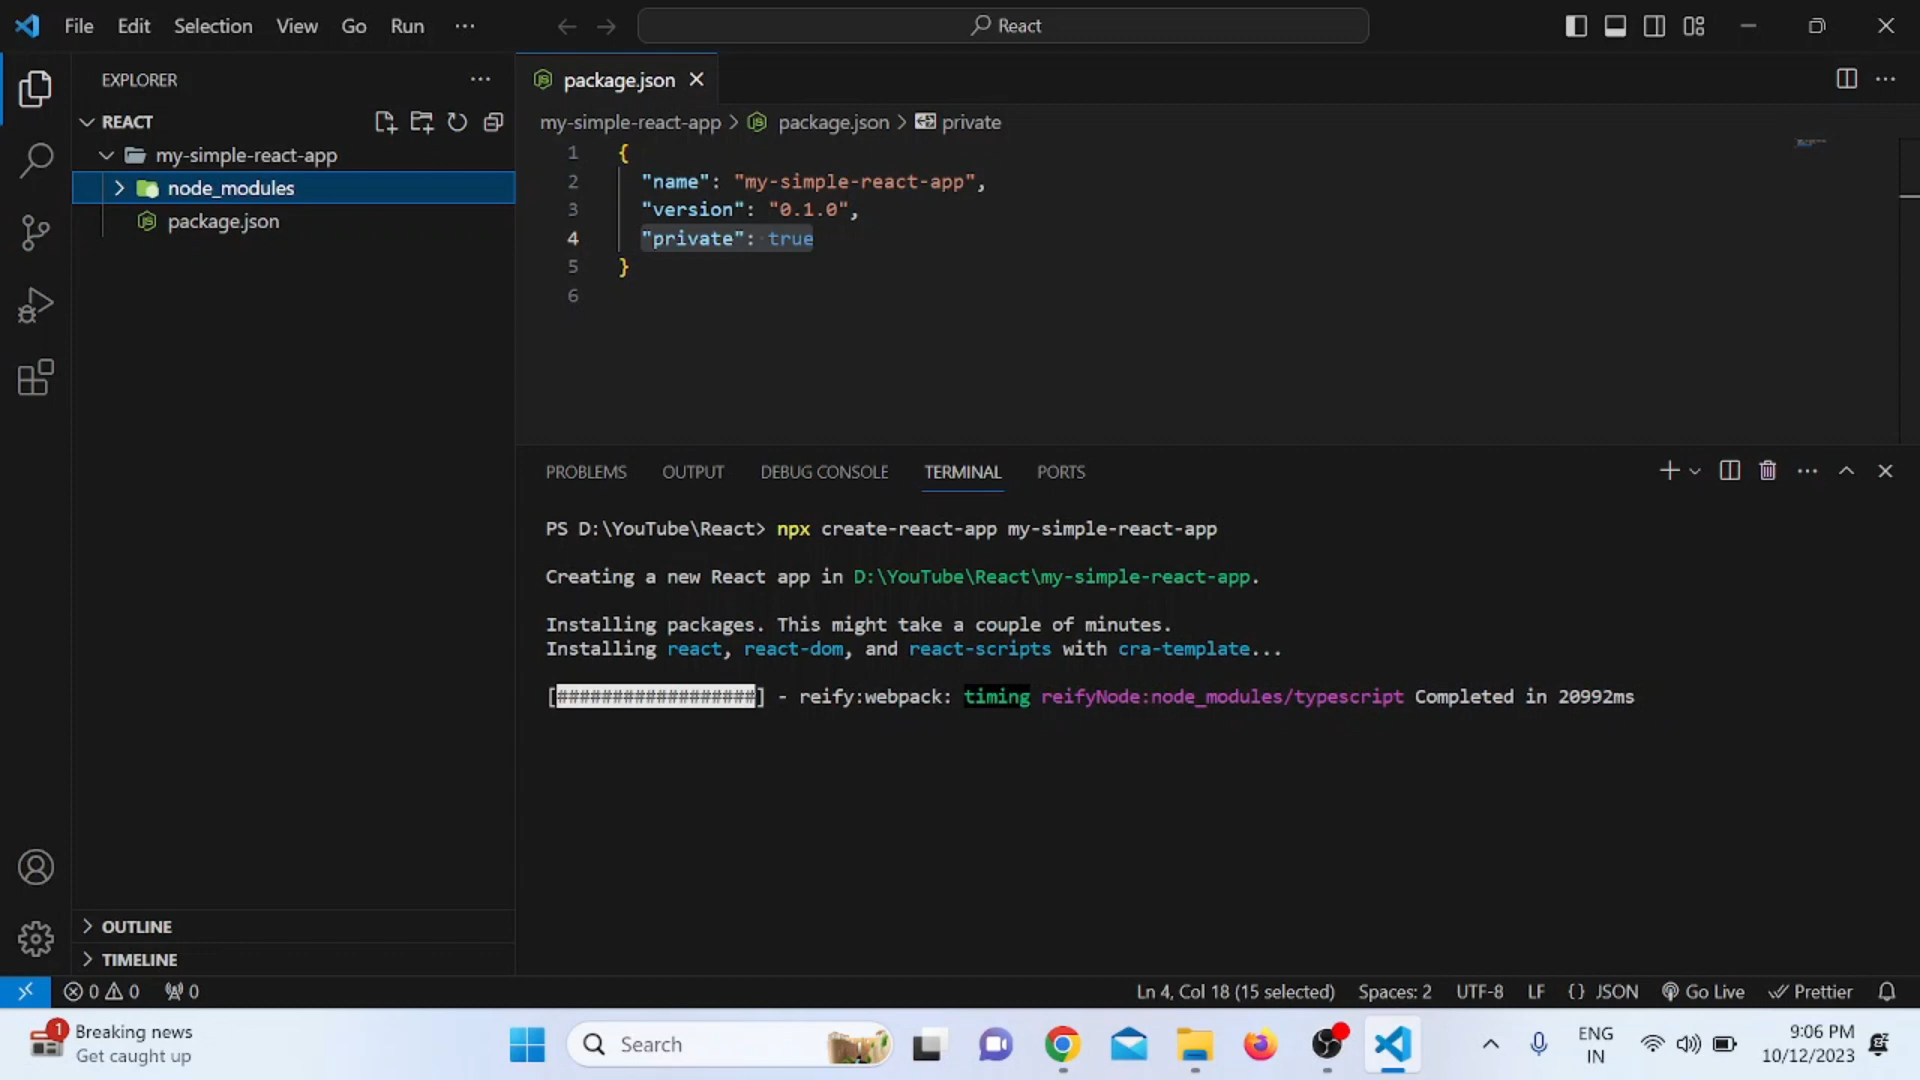 File Edit Selection View Go Run ...
React
EXPLORER
REACT
my-simple-react-app
node_modules
package.json
package.json
my-simple-react-app > package.json > private
1 {
2 "name": "my-simple-react-app",
3 "version": "0.1.0",
4 "private": true
5 }
6
PROBLEMS OUTPUT DEBUG CONSOLE TERMINAL PORTS
PS D:\YouTube\React> npx create-react-app my-simple-react-app
Creating a new React app in D:\YouTube\React\my-simple-react-app.
Installing packages. This might take a couple of minutes.
Installing react, react-dom, and react-scripts with cra-template...
[##################] - reify:webpack: timing reifyNode:node_modules/typescript Completed in 20992ms
OUTLINE
TIMELINE
0 0 0
Ln 4, Col 18 (15 selected) Spaces: 2 UTF-8 LF {} JSON Go Live Prettier
1
Breaking news
Get caught up
Search
ENG
IN
9:06 PM
10/12/2023